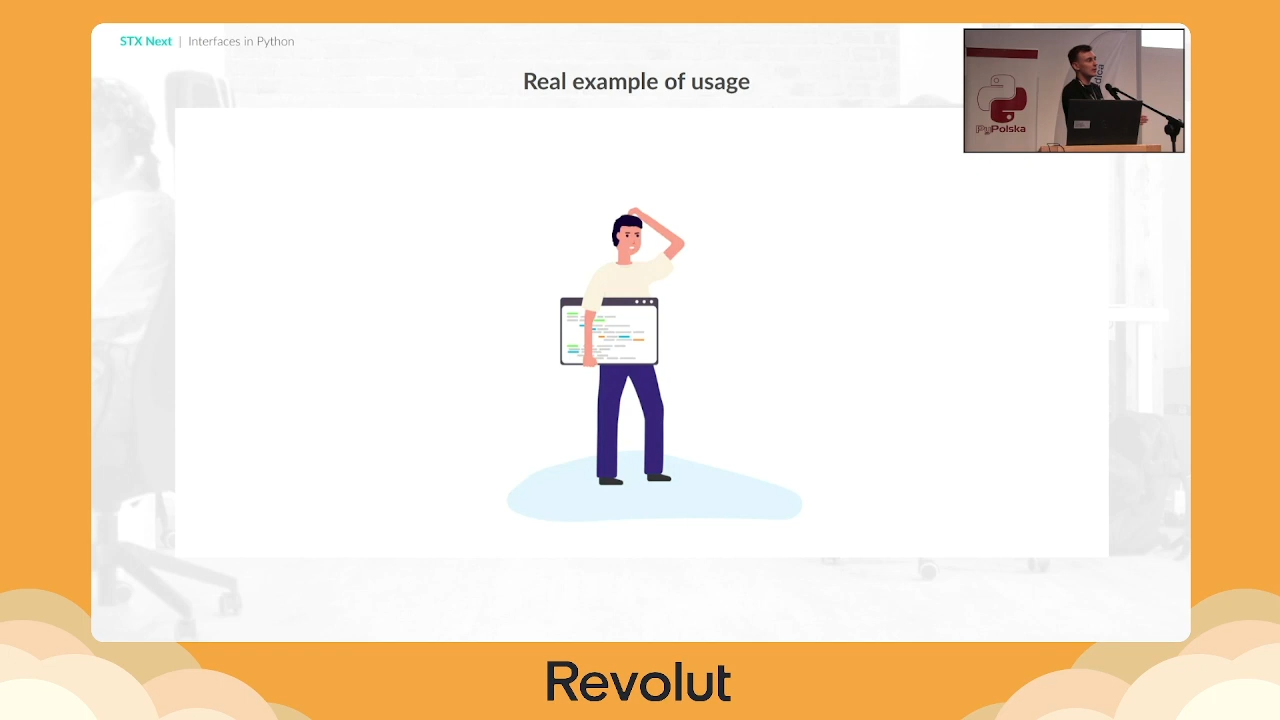 STX Next | Interfaces in Python
Real example of usage
PyPolska
Revolut